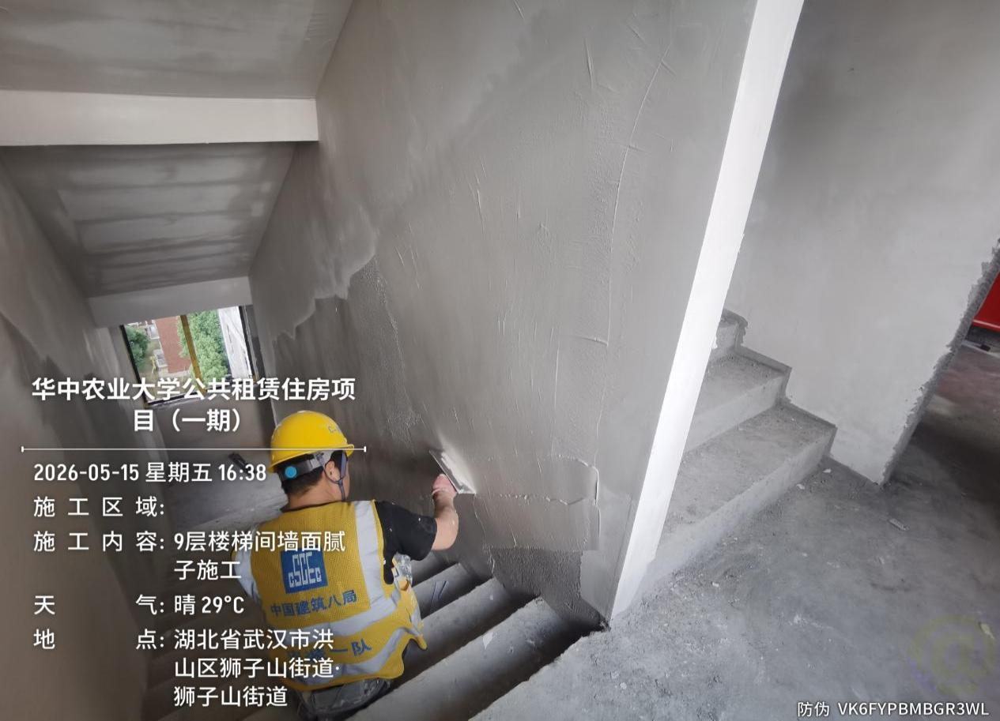 华中农业大学公共租赁住房项
目（一期）
2026-05-15 星期五 16:38
施工区域:
施工内容: 9层楼梯间墙面腻
子施工
天气: 晴 29°C
地点: 湖北省武汉市洪
山区狮子山街道·
狮子山街道
CSCEC
中国建筑八局
一队
防伪 VK6FYPBMBGR3WL